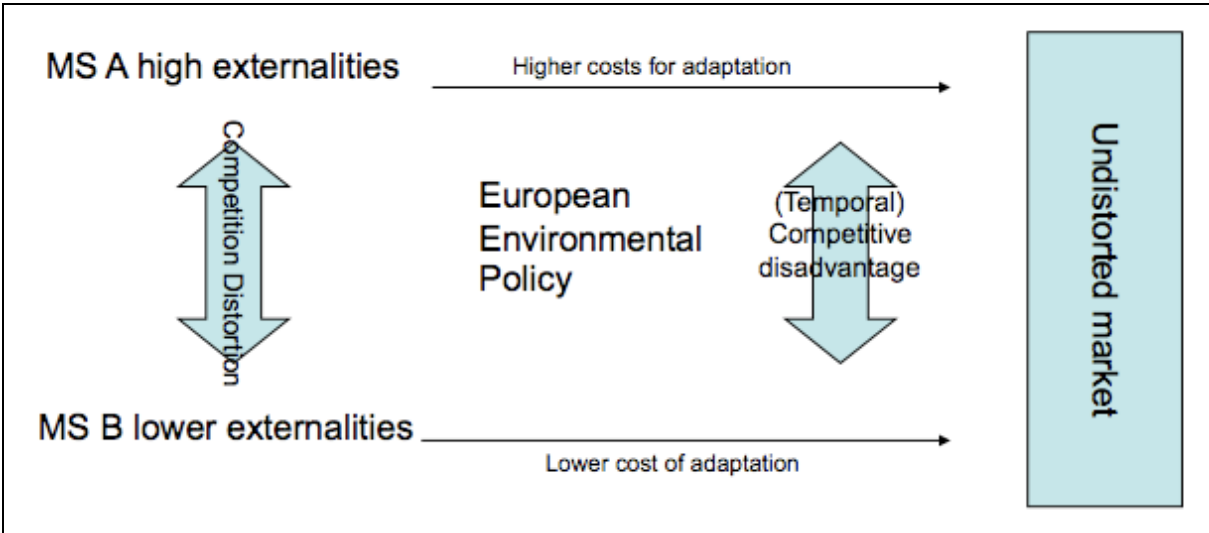 MS A high externalities
Higher costs for adaptation
Competition Distortion
European
Environmental
Policy
(Temporal)
Competitive
disadvantage
Undistorted market
MS B lower externalities
Lower cost of adaptation